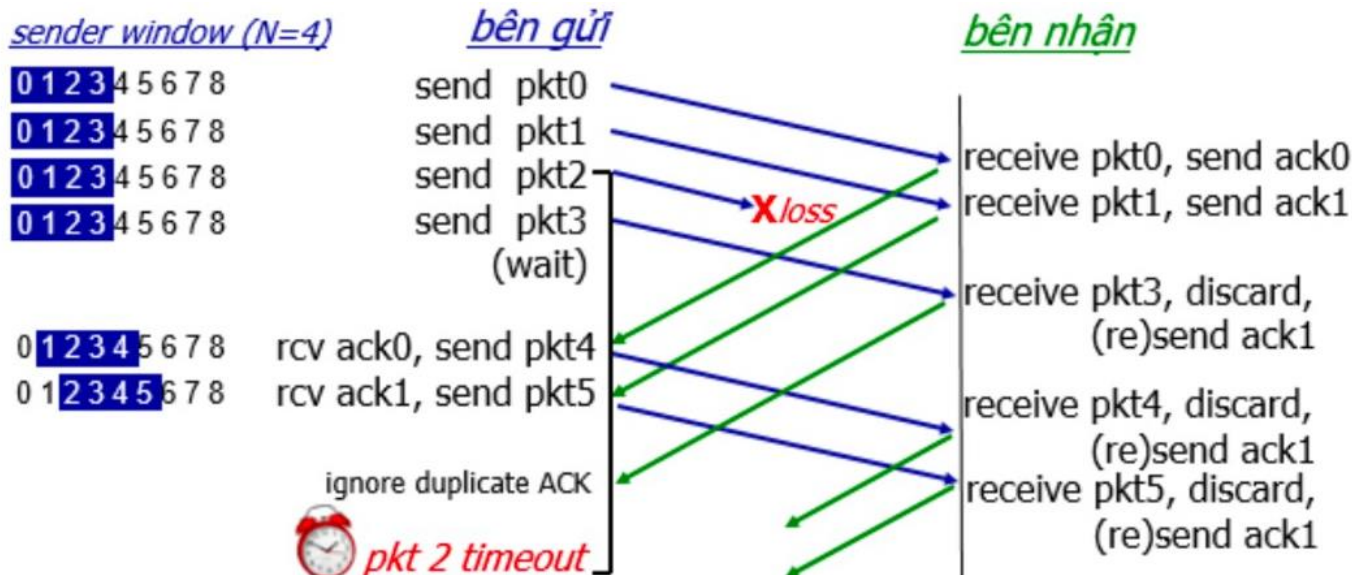 sender window (N=4)
bên gửi
bên nhận
0 1 2 3 4 5 6 7 8
send pkt0
0 1 2 3 4 5 6 7 8
send pkt1
receive pkt0, send ack0
0 1 2 3 4 5 6 7 8
send pkt2
X loss
receive pkt1, send ack1
0 1 2 3 4 5 6 7 8
send pkt3
(wait)
receive pkt3, discard,
(re)send ack1
0 1 2 3 4 5 6 7 8
rcv ack0, send pkt4
0 1 2 3 4 5 6 7 8
rcv ack1, send pkt5
receive pkt4, discard,
(re)send ack1
ignore duplicate ACK
receive pkt5, discard,
(re)send ack1
pkt 2 timeout